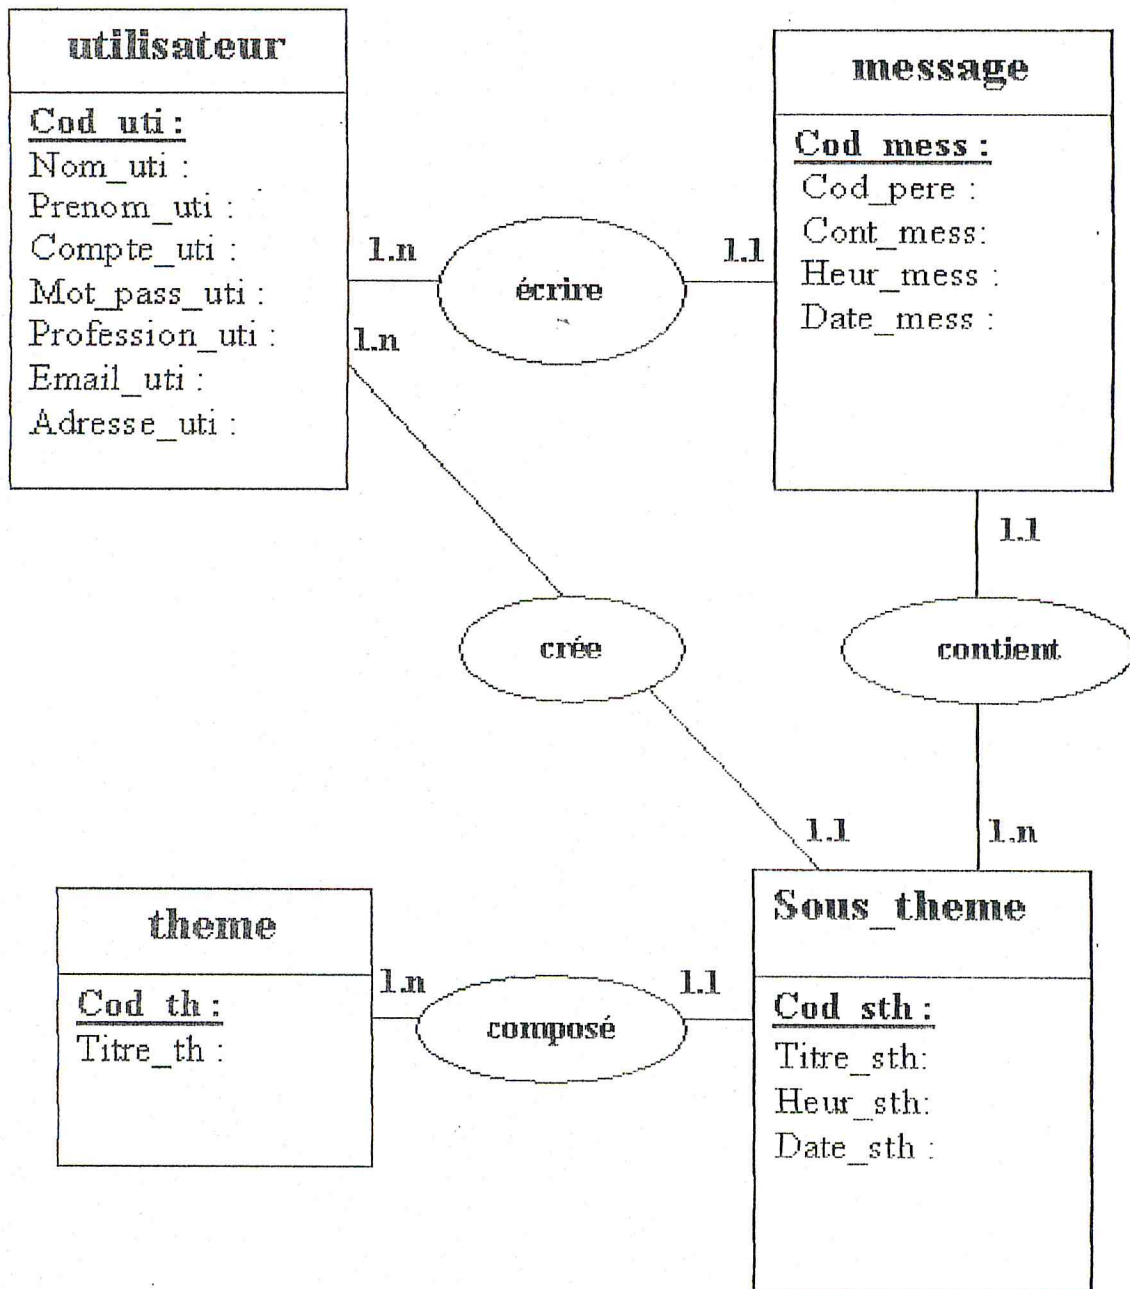 utilisateur
Cod_uti :
Nom_uti :
Prenom_uti :
Compte_uti :
Mot_pass_uti :
Profession_uti :
Email_uti :
Adresse_uti :
message
Cod_mess :
Cod_pere :
Cont_mess:
Heur_mess :
Date_mess :
1.n
écrire
1.1
1.n
1.1
crée
contient
1.1
1.n
theme
Cod_th :
Titre_th :
1.n
composé
1.1
Sous_theme
Cod_sth :
Titre_sth:
Heur_sth:
Date_sth :